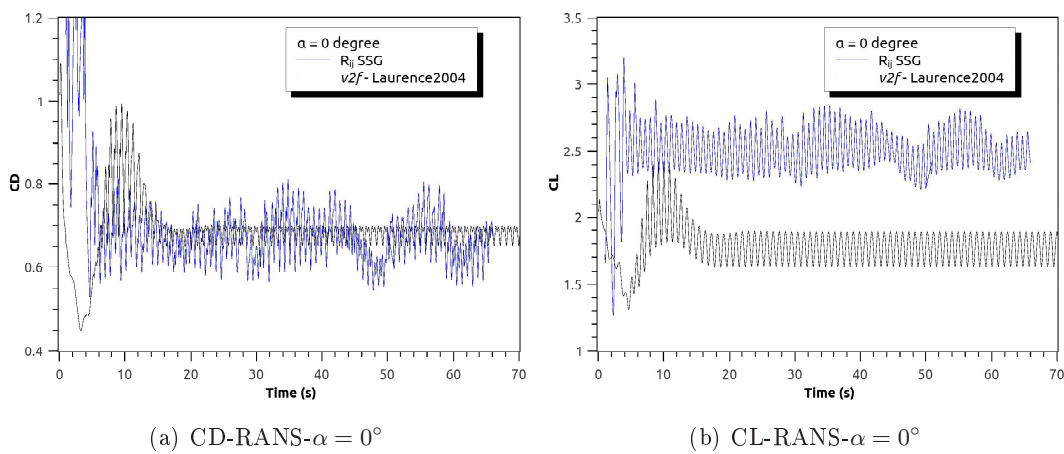 1.2
1
0.8
0.6
0.4
CD
0 10 20 30 40 50 60 70
Time (s)
α = 0 degree
Rij SSG
v2f - Laurence2004
(a) CD-RANS-α = 0°
3.5
3
2.5
2
1.5
1
CL
0 10 20 30 40 50 60 70
Time (s)
α = 0 degree
Rij SSG
v2f - Laurence2004
(b) CL-RANS-α = 0°